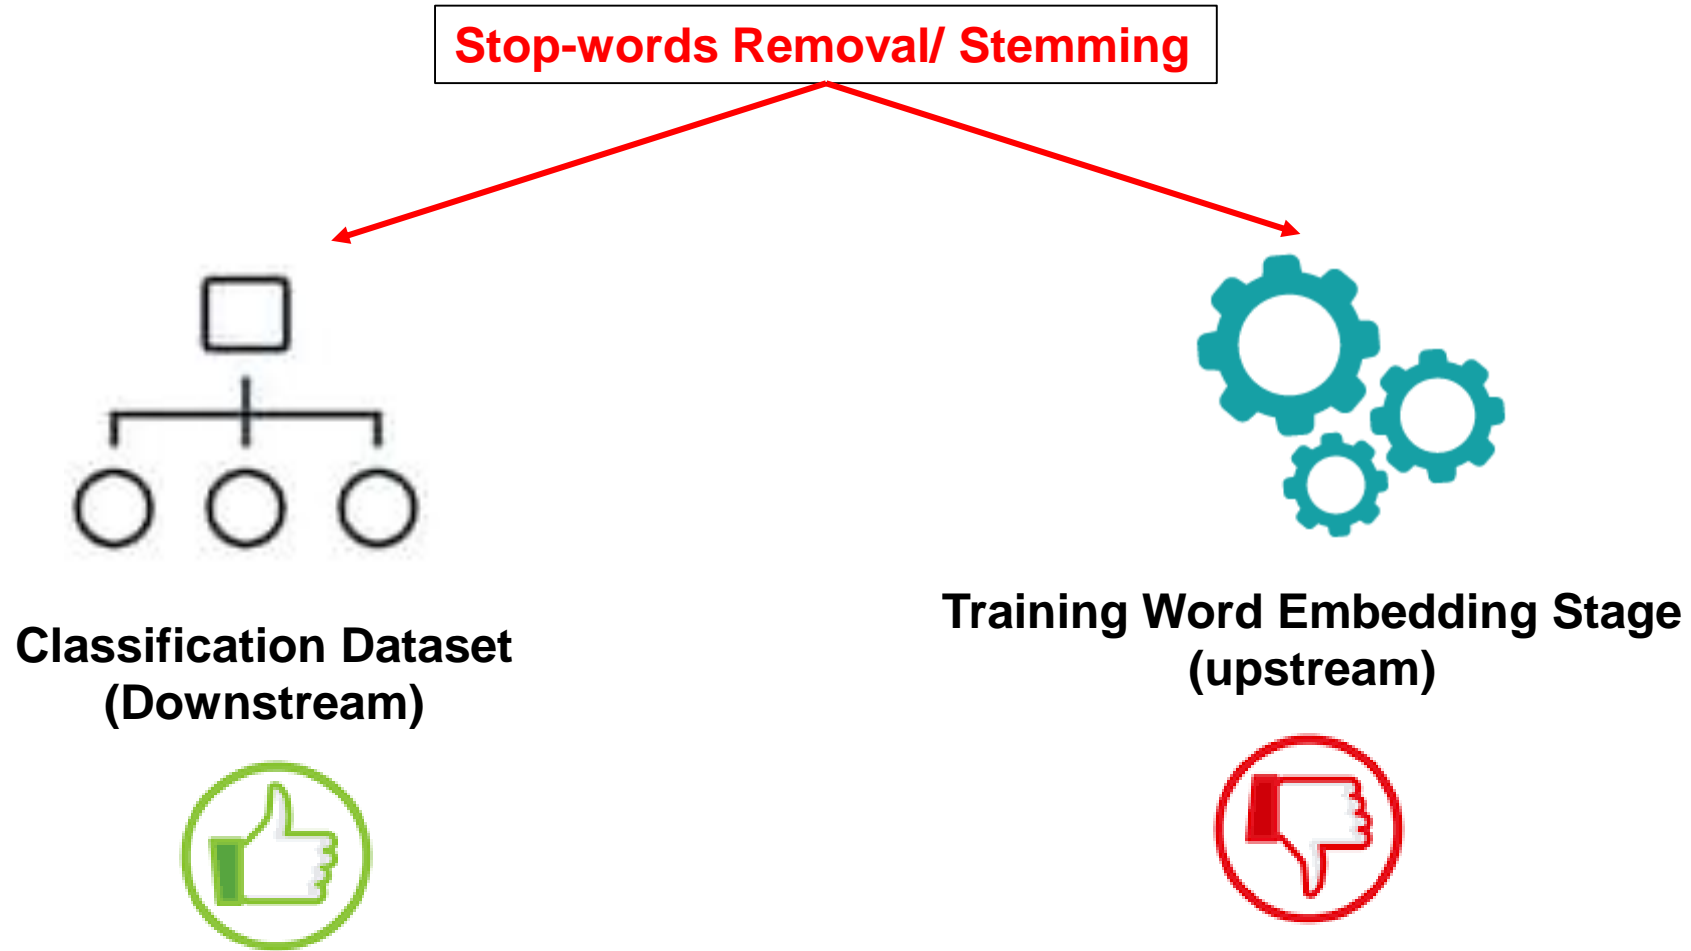 Stop-words Removal/ Stemming
Classification Dataset
(Downstream)
Training Word Embedding Stage
(upstream)